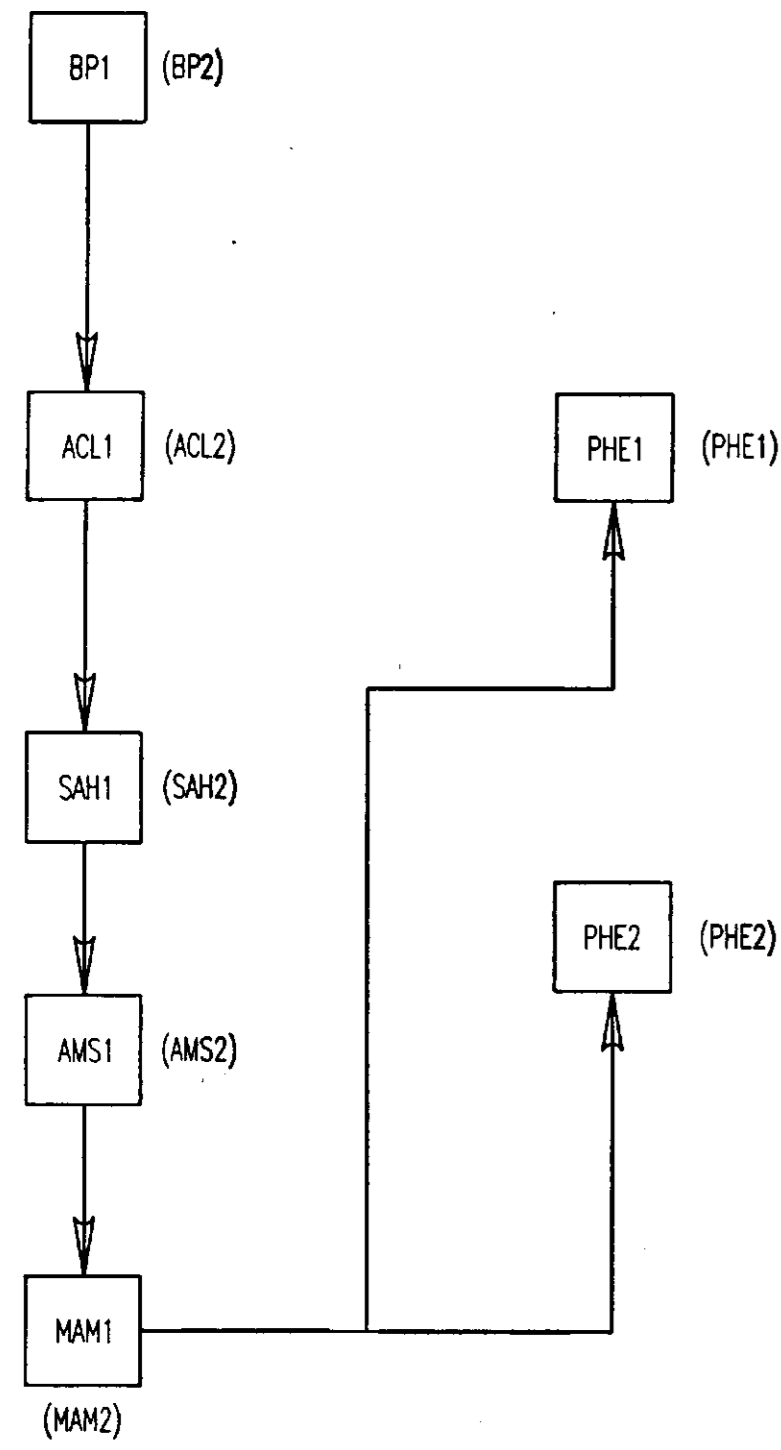 BP1 (BP2)
ACL1 (ACL2)
PHE1 (PHE1)
SAH1 (SAH2)
PHE2 (PHE2)
AMS1 (AMS2)
MAM1
(MAM2)